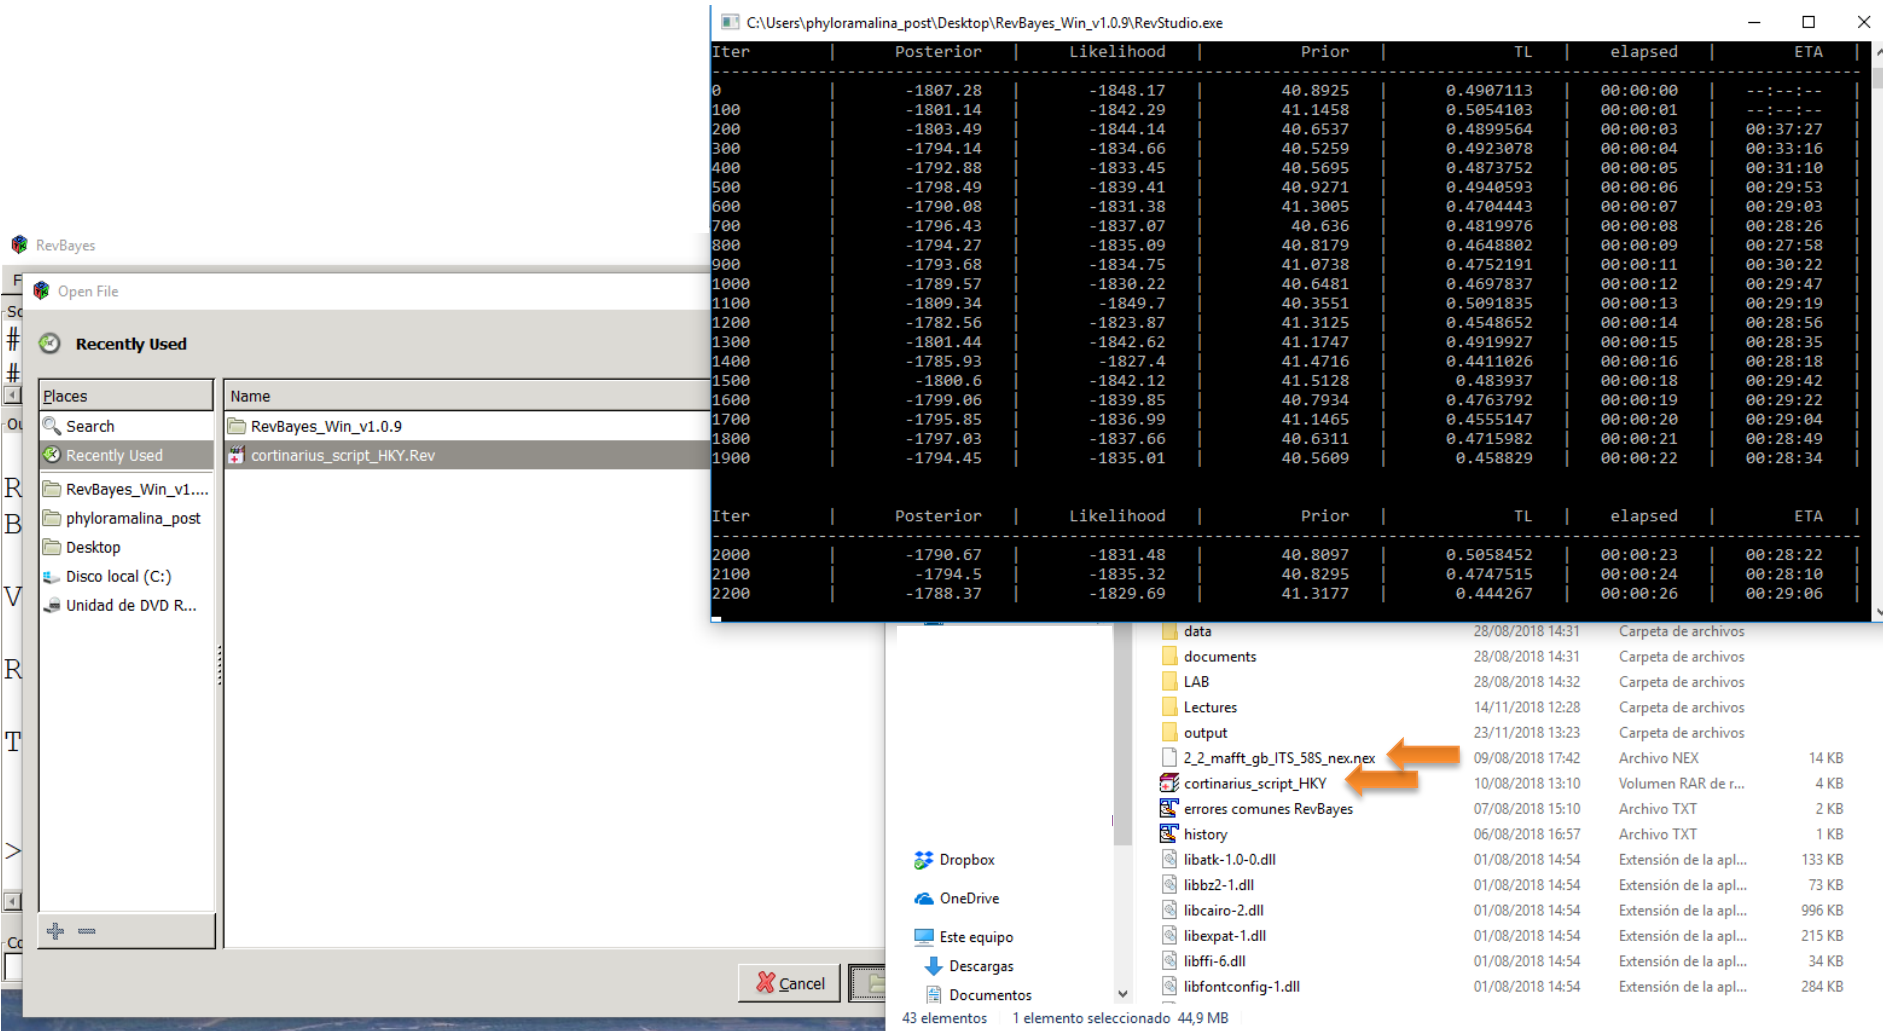 C:\Users\phyloramalina_post\Desktop\RevBayes_Win_v1.0.9\RevStudio.exe
Iter | Posterior | Likelihood | Prior | TL | elapsed | ETA |
0 | -1807.28 | -1848.17 | 40.8925 | 0.4907113 | 00:00:00 | --:--:-- |
100 | -1801.14 | -1842.29 | 41.1458 | 0.5054103 | 00:00:01 | --:--:-- |
200 | -1803.49 | -1844.14 | 40.6537 | 0.4899564 | 00:00:03 | 00:37:27 |
300 | -1794.14 | -1834.66 | 40.5259 | 0.4923078 | 00:00:04 | 00:33:16 |
400 | -1792.88 | -1833.45 | 40.5695 | 0.4873752 | 00:00:05 | 00:31:10 |
500 | -1798.49 | -1839.41 | 40.9271 | 0.4940593 | 00:00:06 | 00:29:53 |
600 | -1790.08 | -1831.38 | 41.3005 | 0.4704443 | 00:00:07 | 00:29:03 |
700 | -1796.43 | -1837.07 | 40.636 | 0.4819976 | 00:00:08 | 00:28:26 |
800 | -1794.27 | -1835.09 | 40.8179 | 0.4648802 | 00:00:09 | 00:27:58 |
900 | -1793.68 | -1834.75 | 41.0738 | 0.4752191 | 00:00:11 | 00:30:22 |
1000 | -1789.57 | -1830.22 | 40.6481 | 0.4697837 | 00:00:12 | 00:29:47 |
1100 | -1809.34 | -1849.7 | 40.3551 | 0.5091835 | 00:00:13 | 00:29:19 |
1200 | -1782.56 | -1823.87 | 41.3125 | 0.4548652 | 00:00:14 | 00:28:56 |
1300 | -1801.44 | -1842.62 | 41.1747 | 0.4919927 | 00:00:15 | 00:28:35 |
1400 | -1785.93 | -1827.4 | 41.4716 | 0.4411026 | 00:00:16 | 00:28:18 |
1500 | -1800.6 | -1842.12 | 41.5128 | 0.483937 | 00:00:18 | 00:29:42 |
1600 | -1799.06 | -1839.85 | 40.7934 | 0.4763792 | 00:00:19 | 00:29:22 |
1700 | -1795.85 | -1836.99 | 41.1465 | 0.4555147 | 00:00:20 | 00:29:04 |
1800 | -1797.03 | -1837.66 | 40.6311 | 0.4715982 | 00:00:21 | 00:28:49 |
1900 | -1794.45 | -1835.01 | 40.5609 | 0.458829 | 00:00:22 | 00:28:34 |
Iter | Posterior | Likelihood | Prior | TL | elapsed | ETA |
2000 | -1790.67 | -1831.48 | 40.8097 | 0.5058452 | 00:00:23 | 00:28:22 |
2100 | -1794.5 | -1835.32 | 40.8295 | 0.4747515 | 00:00:24 | 00:28:10 |
2200 | -1788.37 | -1829.69 | 41.3177 | 0.444267 | 00:00:26 | 00:29:06 |
RevBayes
F
Sc
#
#
Ou
R
B
V
R
T
>
Co
Open File
Recently Used
Places
Search
Recently Used
RevBayes_Win_v1....
phyloramalina_post
Desktop
Disco local (C:)
Unidad de DVD R...
Name
RevBayes_Win_v1.0.9
cortinarius_script_HKY.Rev
Cancel
Dropbox
OneDrive
Este equipo
Descargas
Documentos
data 28/08/2018 14:31 Carpeta de archivos
documents 28/08/2018 14:31 Carpeta de archivos
LAB 28/08/2018 14:32 Carpeta de archivos
Lectures 14/11/2018 12:28 Carpeta de archivos
output 23/11/2018 13:23 Carpeta de archivos
2_2_mafft_gb_ITS_58S_nex.nex 09/08/2018 17:42 Archivo NEX 14 KB
cortinarius_script_HKY 10/08/2018 13:10 Volumen RAR de r... 4 KB
errores comunes RevBayes 07/08/2018 15:10 Archivo TXT 2 KB
history 06/08/2018 16:57 Archivo TXT 1 KB
libatk-1.0-0.dll 01/08/2018 14:54 Extensión de la apl... 133 KB
libbz2-1.dll 01/08/2018 14:54 Extensión de la apl... 73 KB
libcairo-2.dll 01/08/2018 14:54 Extensión de la apl... 996 KB
libexpat-1.dll 01/08/2018 14:54 Extensión de la apl... 215 KB
libffi-6.dll 01/08/2018 14:54 Extensión de la apl... 34 KB
libfontconfig-1.dll 01/08/2018 14:54 Extensión de la apl... 284 KB
43 elementos 1 elemento seleccionado 44,9 MB